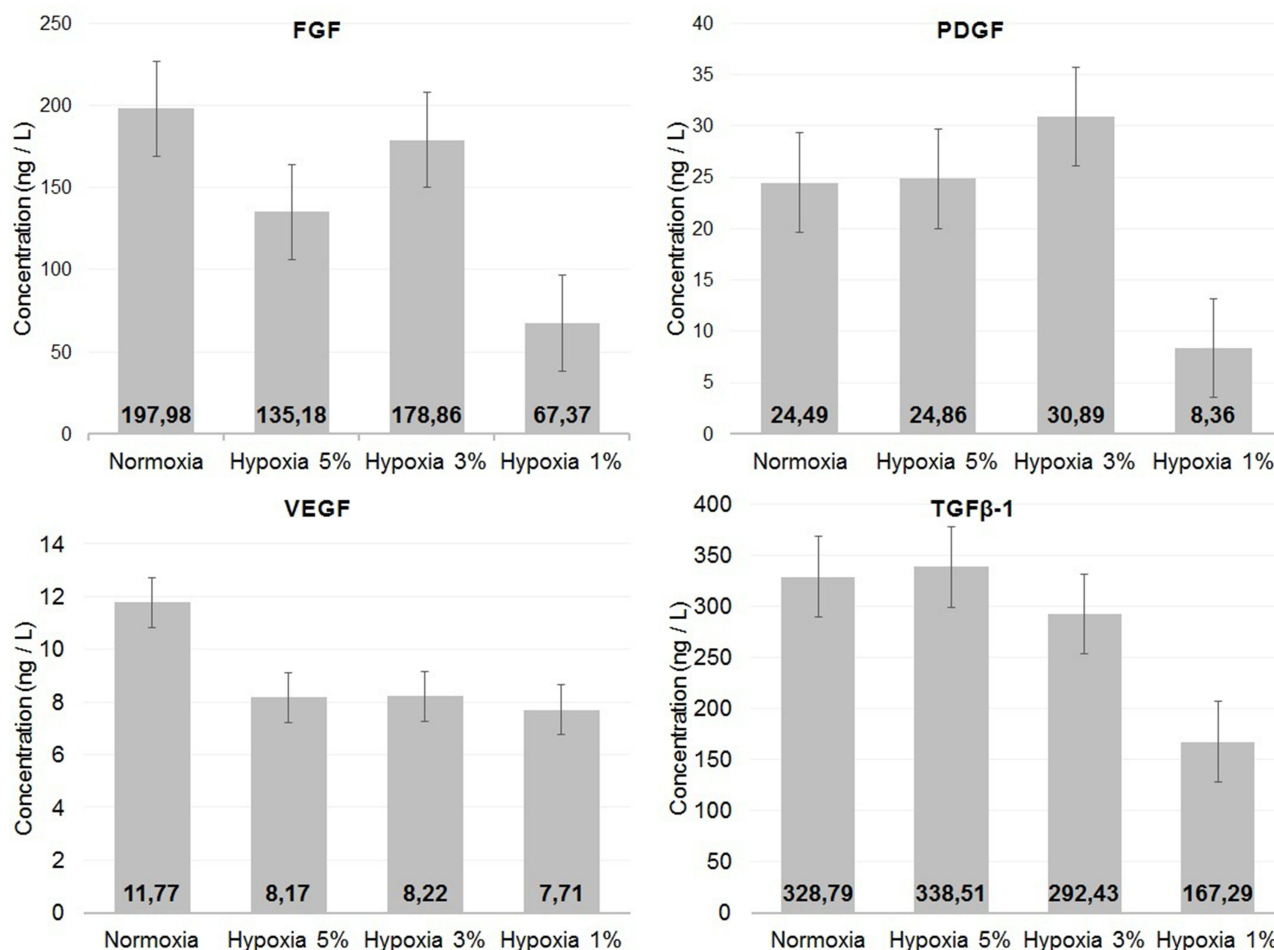 FGF
Concentration (ng / L)
250
200
150
100
50
0
197,98 135,18 178,86 67,37
Normoxia Hypoxia 5% Hypoxia 3% Hypoxia 1%
PDGF
Concentration (ng / L)
40
35
30
25
20
15
10
5
0
24,49 24,86 30,89 8,36
Normoxia Hypoxia 5% Hypoxia 3% Hypoxia 1%
VEGF
Concentration (ng / L)
14
12
10
8
6
4
2
0
11,77 8,17 8,22 7,71
Normoxia Hypoxia 5% Hypoxia 3% Hypoxia 1%
TGFβ-1
Concentration (ng / L)
400
350
300
250
200
150
100
50
0
328,79 338,51 292,43 167,29
Normoxia Hypoxia 5% Hypoxia 3% Hypoxia 1%